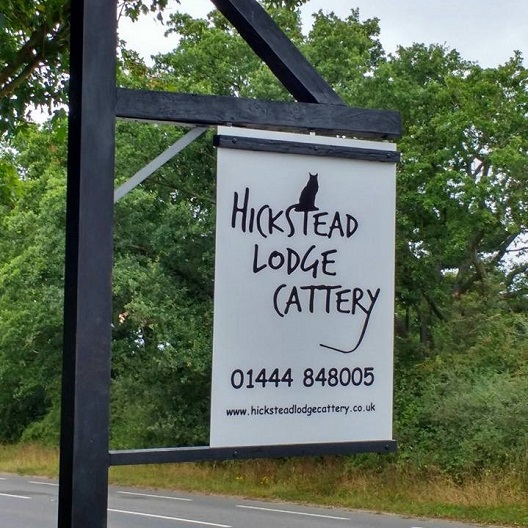 HICKSTEAD
LODGE
CATTERY
01444 848005
www.hicksteadlodgecattery.co.uk